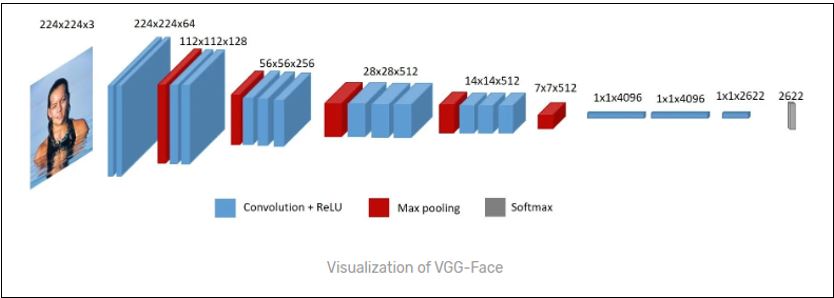 224x224x3
224x224x64
112x112x128
56x56x256
28x28x512
14x14x512
7x7x512
1x1x4096
1x1x4096
1x1x2622
2622
Convolution + ReLU
Max pooling
Softmax
Visualization of VGG-Face